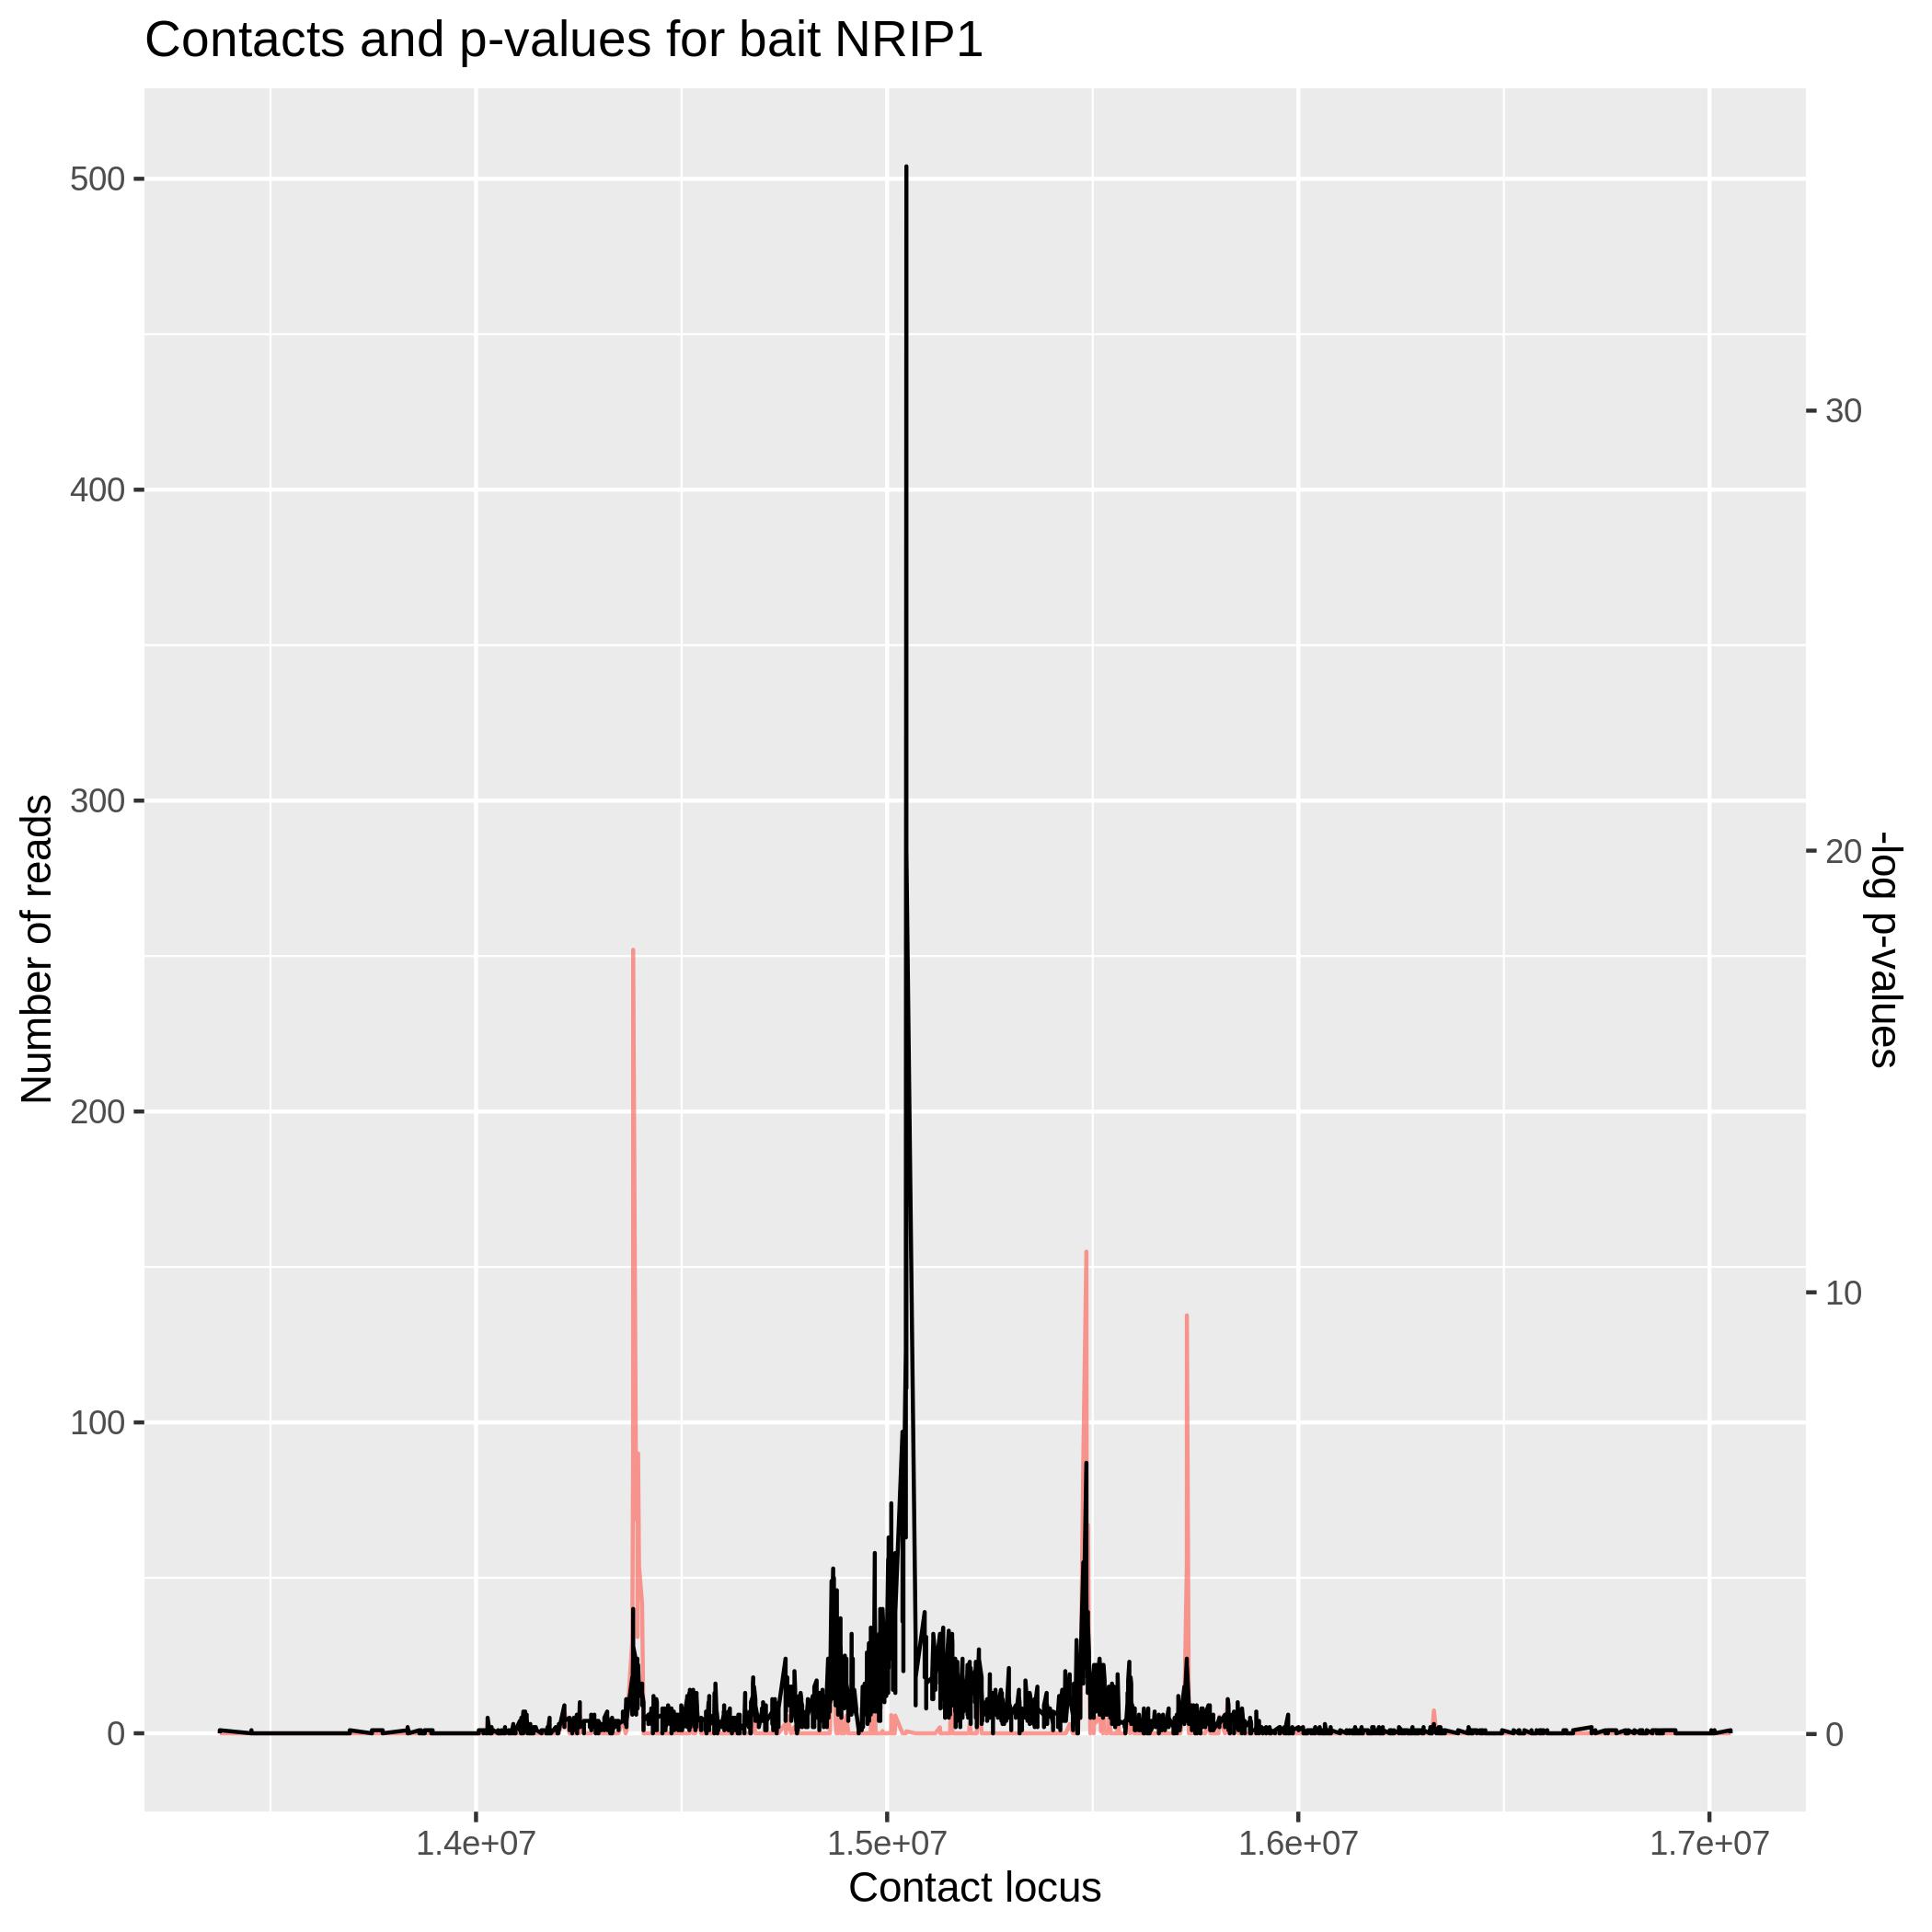 Contacts and p-values for bait NRIP1
500
400
300
200
100
0
Number of reads
30
20
10
0
-log p-values
1.4e+07 1.5e+07 1.6e+07 1.7e+07
Contact locus